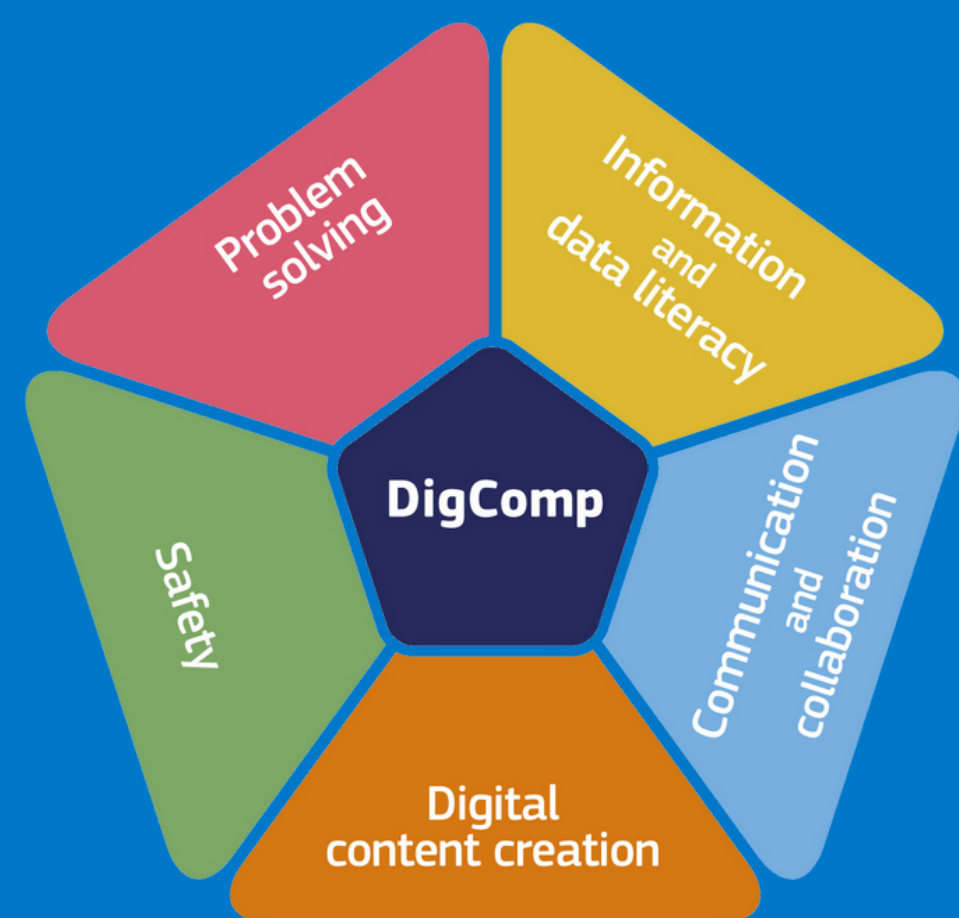 Problem
solving
Information
and
data literacy
DigComp
Communication
and
collaboration
Safety
Digital
content creation